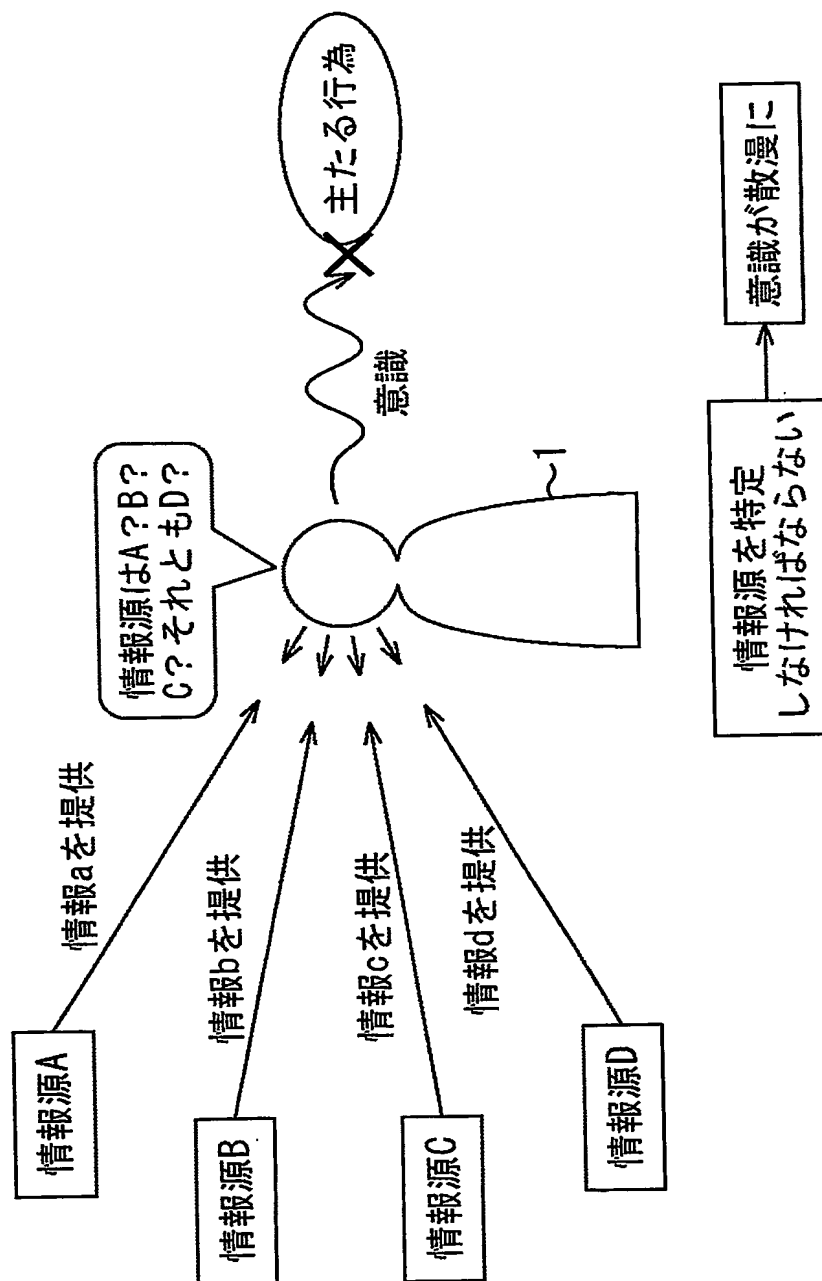 情報源A
情報源B
情報源C
情報源D
情報aを提供
情報bを提供
情報cを提供
情報dを提供
情報源はA?B?
C?それともD?
意識
主たる行為
1
情報源を特定
しなければならない
意識が散漫に